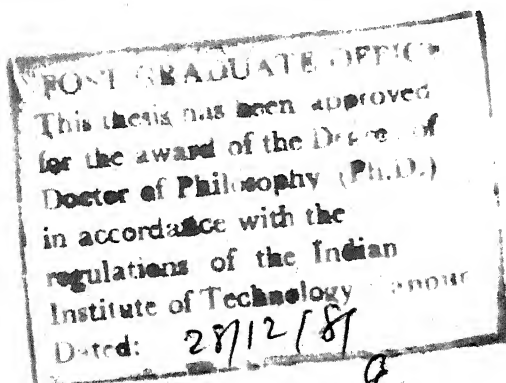 POST GRADUATE OFFICE
This thesis has been approved
for the award of the Degree of
Doctor of Philosophy (Ph.D.)
in accordance with the
regulations of the Indian
Institute of Technology
Dated: 28/12/81